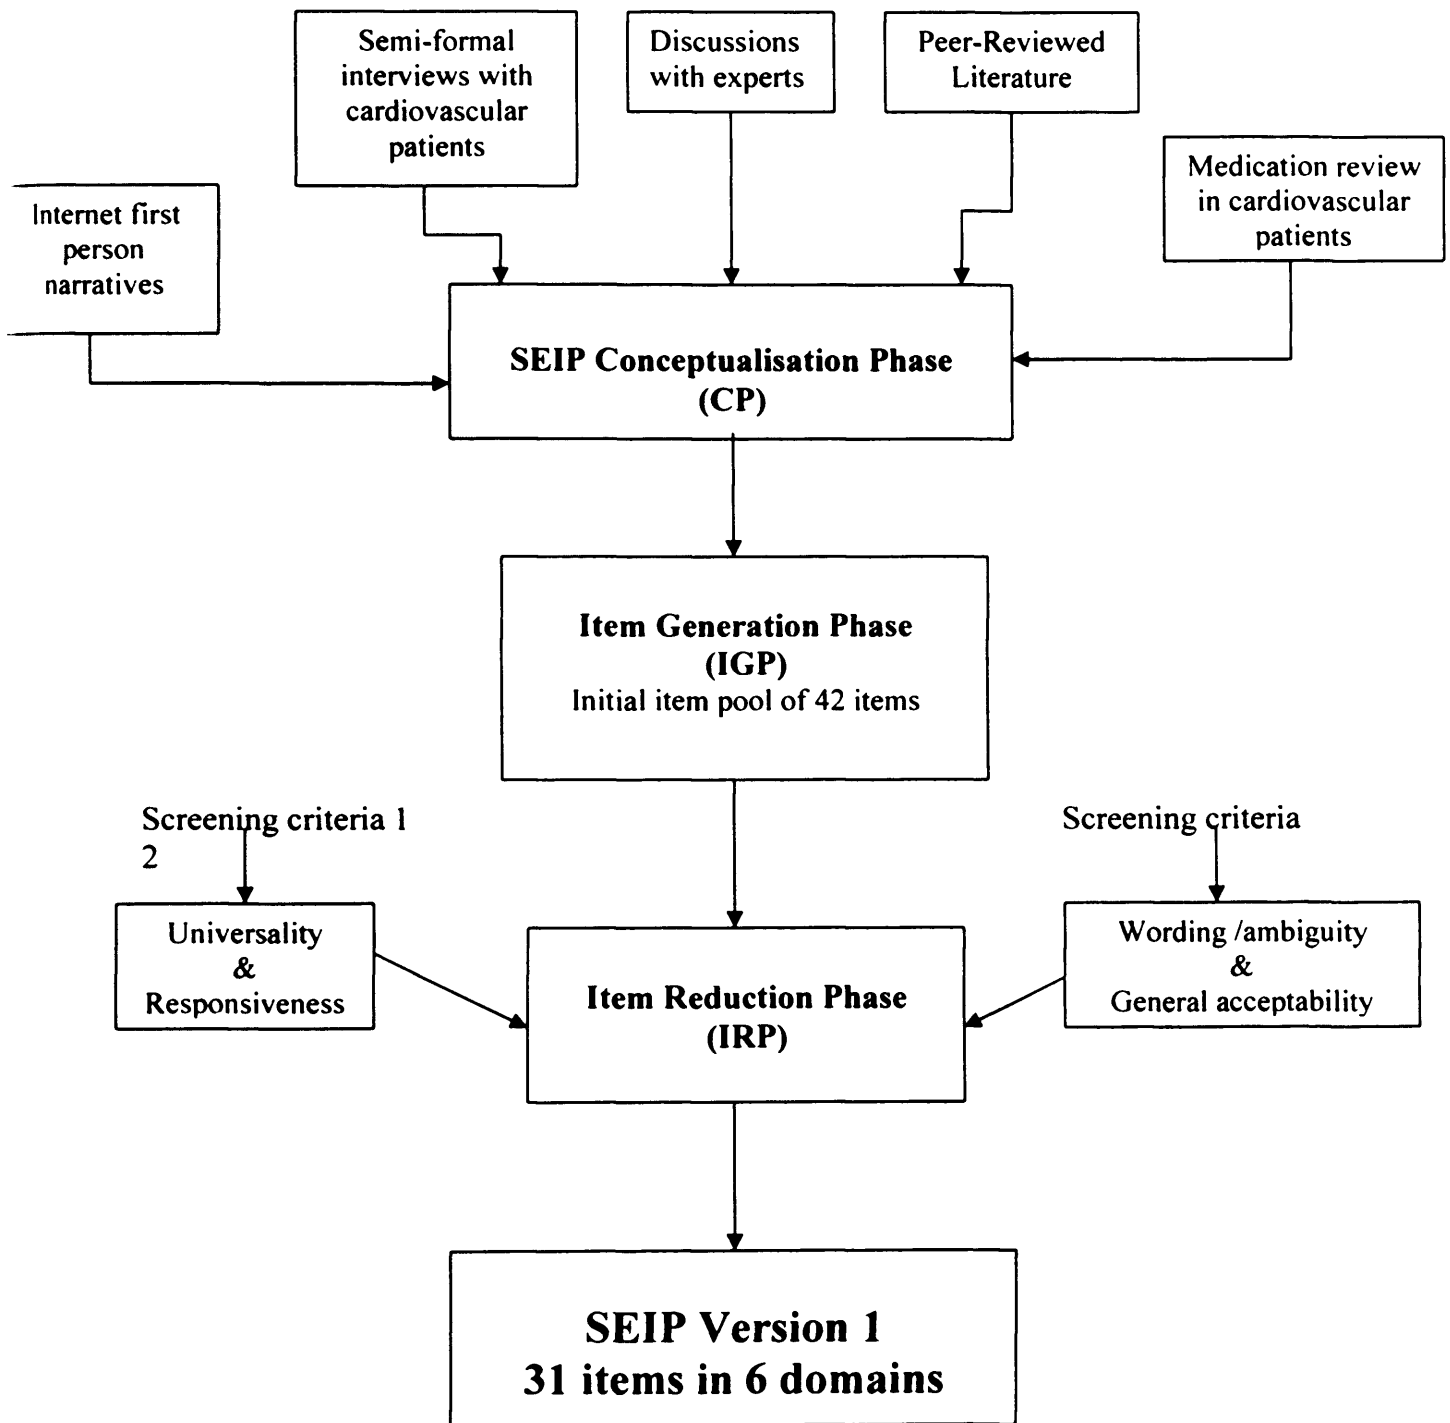 Semi-formal
interviews with
cardiovascular
patients
Discussions
with experts
Peer-Reviewed
Literature
Medication review
in cardiovascular
patients
Internet first
person
narratives
SEIP Conceptualisation Phase
(CP)
Item Generation Phase
(IGP)
Initial item pool of 42 items
Screening criteria 1
2
Screening criteria
Universality
&
Responsiveness
Wording /ambiguity
&
General acceptability
Item Reduction Phase
(IRP)
SEIP Version 1
31 items in 6 domains